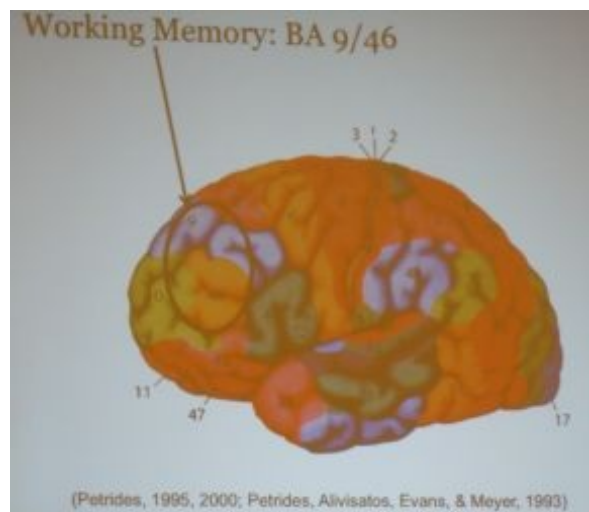 Working Memory: BA 9/46
3 1 2
11
47
17
(Petrides, 1995, 2000; Petrides, Alivisatos, Evans, & Meyer, 1993)